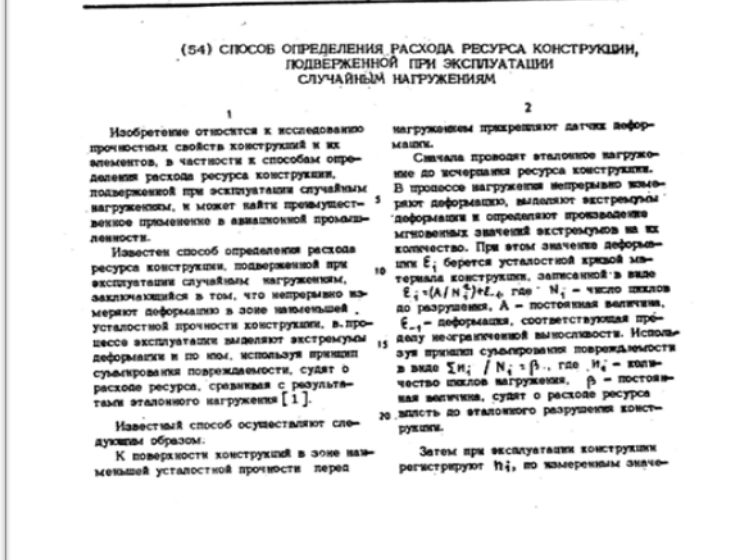 (54) СПОСОБ ОПРЕДЕЛЕНИЯ РАСХОДА РЕСУРСА КОНСТРУКЦИИ,
ПОДВЕРЖЕННОЙ ПРИ ЭКСПЛУАТАЦИИ
СЛУЧАЙНЫМ НАГРУЖЕНИЯМ
1
Изобретение относится к исследованию
прочностных свойств конструкций и их
элементов, в частности к способам опре-
деления расхода ресурса конструкции,
подверженной при эксплуатации случайным
нагружениям, и может найти преимущест-
венное применение в авиационной промыш-
ленности.
Известен способ определения расхода
ресурса конструкции, подверженной при
эксплуатации случайным нагружениям,
заключающийся в том, что непрерывно из-
меряют деформацию в зоне наименьшей
усталостной прочности конструкции, в про-
цессе эксплуатации выделяют экстремумы
деформации и по ним, используя принцип
суммирования повреждаемости, судят о
расходе ресурса, сравнивая с результа-
тами эталонного нагружения [1].
Известный способ осуществляют сле-
дующим образом.
К поверхности конструкций в зоне наи-
меньшей усталостной прочности перед
2
нагружением прикрепляют датчик дефор-
мации.
Сначала проводят эталонное нагруже-
ние до исчерпания ресурса конструкции.
5 В процессе нагружения непрерывно изме-
ряют деформацию, выделяют экстремумы
деформации и определяют произведение
мгновенных значений экстремумов на их
количество. При этом значение деформа-
10 ции Ɛi берется усталостной кривой ма-
териала конструкции, записанной в виде
Ɛi=(A/Ni)+Ɛ-1 где Ni - число циклов
до разрушения, А - постоянная величина,
Ɛ-1 - деформация, соответствующая пре-
15 делу неограниченной выносливости. Исполь-
зуя принцип суммирования повреждаемости
в виде Σni / Ni = β, где ni - коли-
чество циклов нагружения, β - постоян-
ная величина, судят о расходе ресурса
20 вплоть до эталонного разрушения конст-
рукции.
Затем при эксплуатации конструкции
регистрируют ni, по измеренным значе-